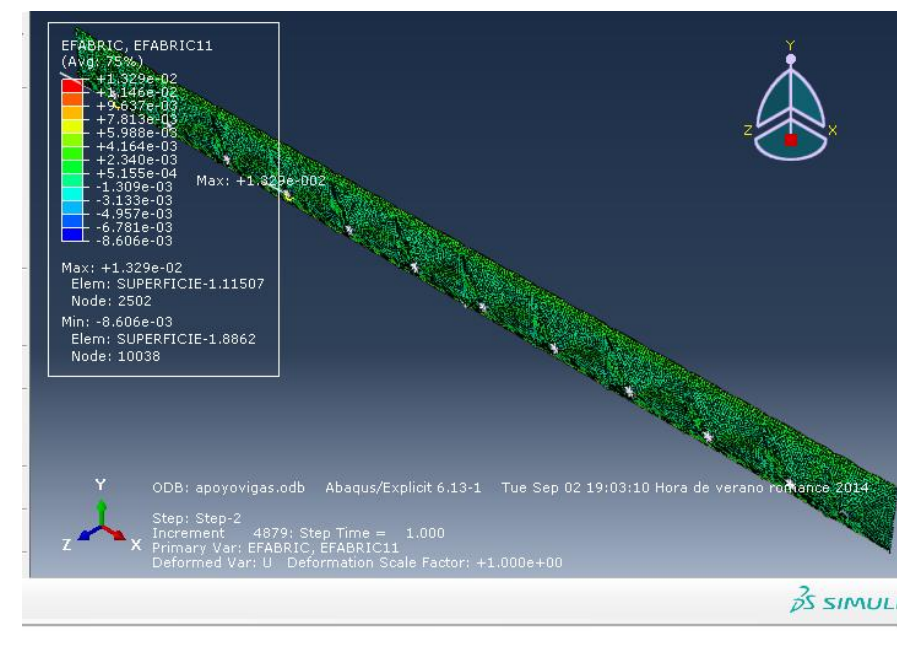 EFABRIC, EFABRIC11
(Avg: 75%)
+1.329e-02
+1.146e-02
+9.637e-03
+7.813e-03
+5.988e-03
+4.164e-03
+2.340e-03
+5.155e-04
-1.309e-03
-3.133e-03
-4.957e-03
-6.781e-03
-8.606e-03
Max: +1.329e-002
Max: +1.329e-02
Elem: SUPERFICIE-1.11507
Node: 2502
Min: -8.606e-03
Elem: SUPERFICIE-1.8862
Node: 10038
Y
Z
X
Y
Z
X
ODB: apoyovigas.odb Abaqus/Explicit 6.13-1 Tue Sep 02 19:03:10 Hora de verano romance 2014
Step: Step-2
Increment 4879: Step Time = 1.000
Primary Var: EFABRIC, EFABRIC11
Deformed Var: U Deformation Scale Factor: +1.000e+00
SIMUL